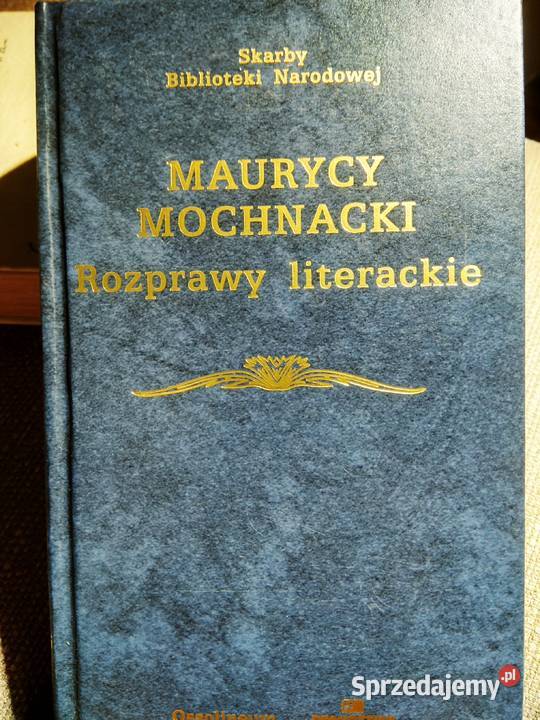 Skarby
Biblioteki Narodowej
MAURYCY
MOCHNACKI
Rozprawy literackie
Sprzedajemy.pl